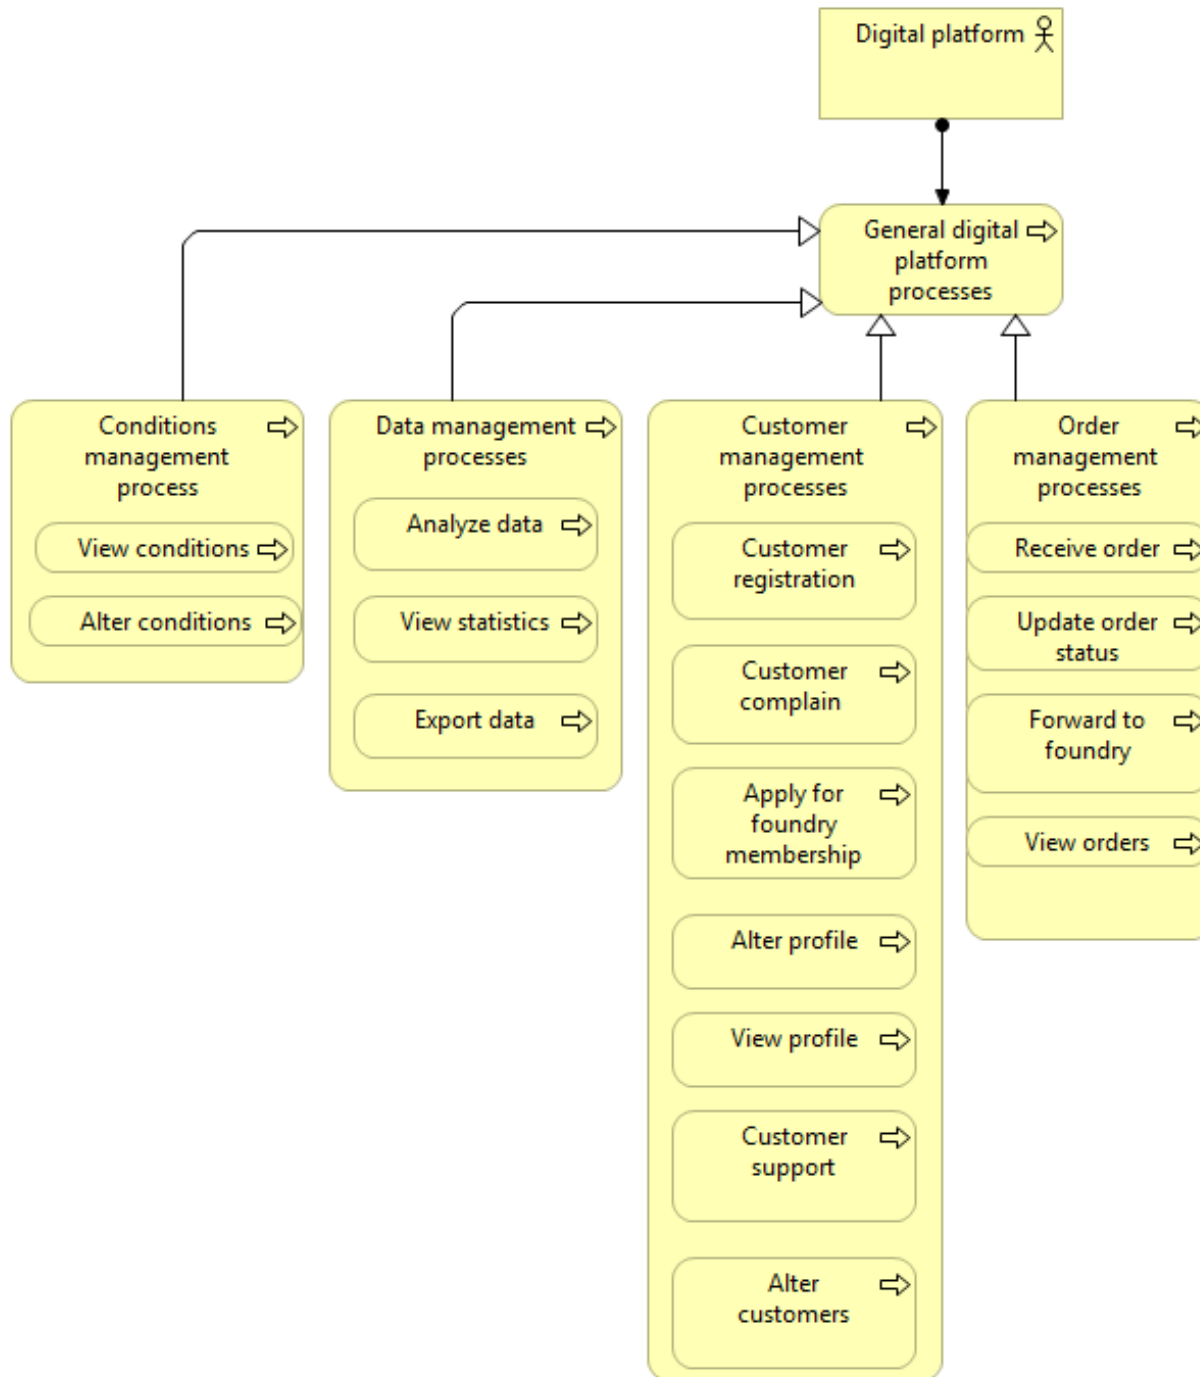 Digital platform
General digital
platform
processes
Conditions
management
process
View conditions
Alter conditions
Data management
processes
Analyze data
View statistics
Export data
Customer
management
processes
Customer
registration
Customer
complain
Apply for
foundry
membership
Alter profile
View profile
Customer
support
Alter
customers
Order
management
processes
Receive order
Update order
status
Forward to
foundry
View orders